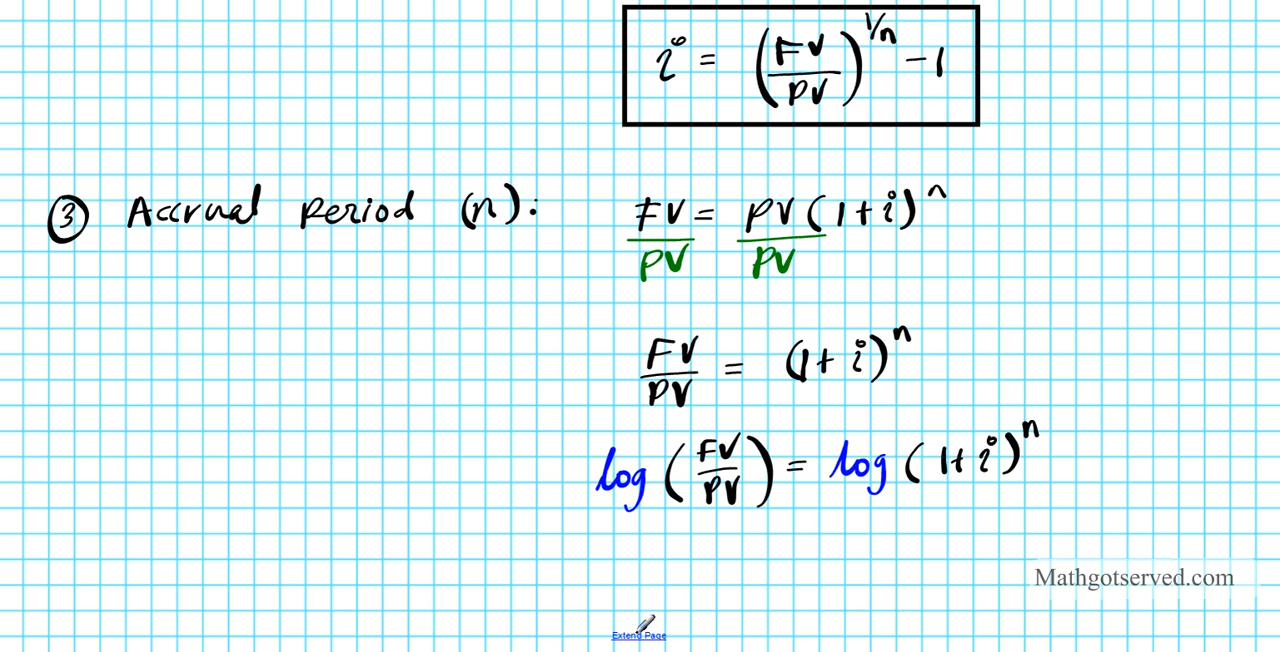 i = (FV/PV)^1/n - 1
③ Accrual period (n): FV/PV = PV(1+i)^n/PV
FV/PV = (1+i)^n
log(FV/PV) = log(1+i)^n
Mathgotserved.com
Extend Page